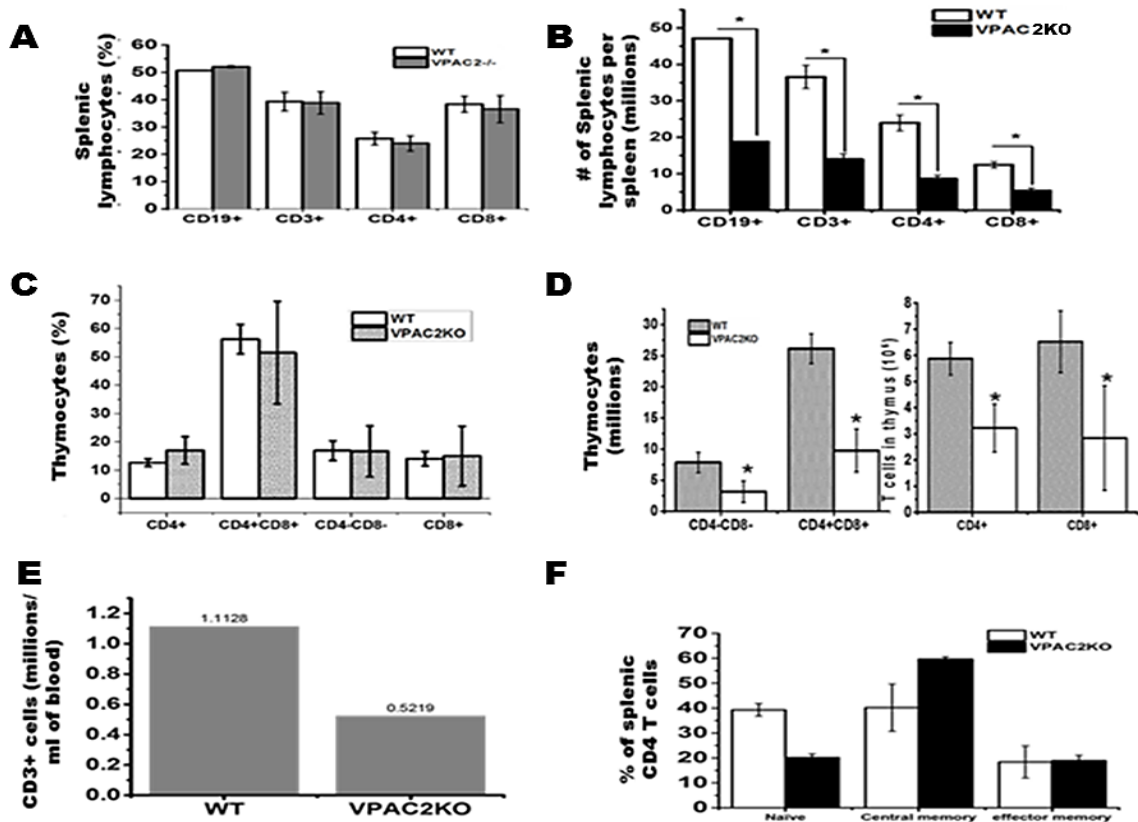 A
Splenic
lymphocytes (%)
60
50
40
30
20
10
0
WT
VPAC2-/-
CD19+ CD3+ CD4+ CD8+
B
# of Splenic
lymphocytes per
spleen (millions)
50
40
30
20
10
0
WT
VPAC2KO
* * * *
CD19+ CD3+ CD4+ CD8+
C
Thymocytes (%)
70
60
50
40
30
20
10
0
WT
VPAC2KO
CD4+ CD4+CD8+ CD4-CD8- CD8+
D
Thymocytes
(millions)
30
25
20
15
10
5
0
WT
VPAC2KO
* *
CD4-CD8- CD4+CD8+
8
7
6
5
4
3
2
1
0
* *
CD4+ CD8+
E
CD3+ cells (millions/
ml of blood)
1.2
1.0
0.8
0.6
0.4
0.2
0.0
1.1128
0.5219
WT VPAC2KO
F
% of splenic
CD4 T cells
70
60
50
40
30
20
10
0
WT
VPAC2KO
Naïve Central memory effector memory
T cells in thymus